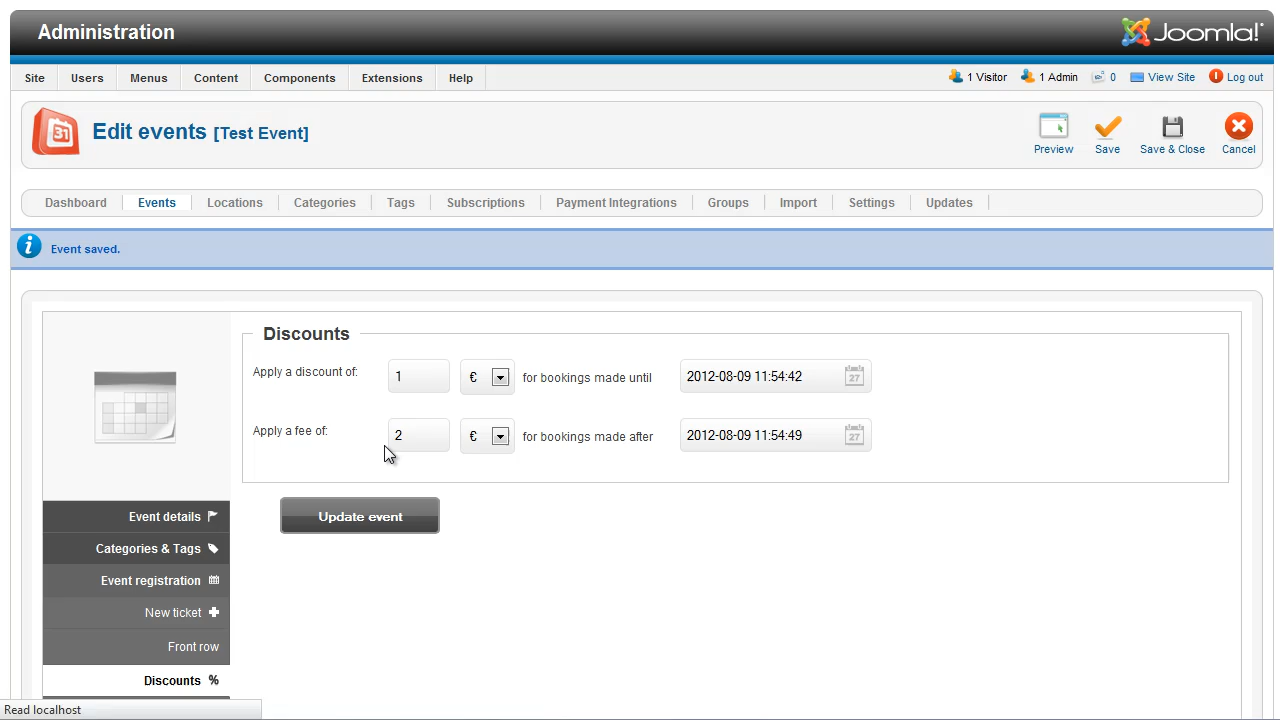 Administration
Joomla!
Site Users Menus Content Components Extensions Help
1 Visitor 1 Admin 0 View Site Log out
31
Edit events [Test Event]
Preview Save Save & Close Cancel
Dashboard Events Locations Categories Tags Subscriptions Payment Integrations Groups Import Settings Updates
Event saved.
Discounts
Apply a discount of: 1 € for bookings made until 2012-08-09 11:54:42 27
Apply a fee of: 2 € for bookings made after 2012-08-09 11:54:49 27
Update event
Event details
Categories & Tags
Event registration
New ticket
Front row
Discounts %
Read localhost